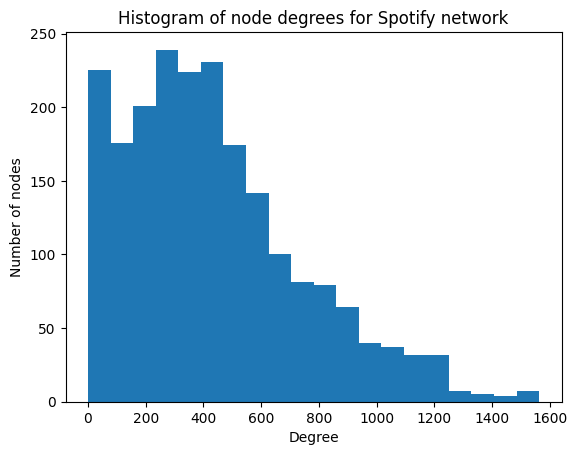 Histogram of node degrees for Spotify network
250
200
150
100
50
0
Number of nodes
0 200 400 600 800 1000 1200 1400 1600
Degree